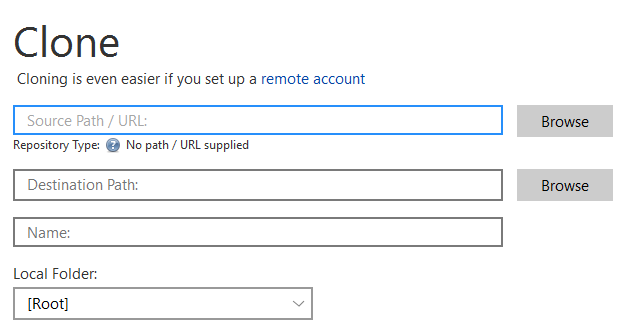 Clone
Cloning is even easier if you set up a remote account
Source Path / URL:
Browse
Repository Type: ? No path / URL supplied
Destination Path:
Browse
Name:
Local Folder:
[Root]